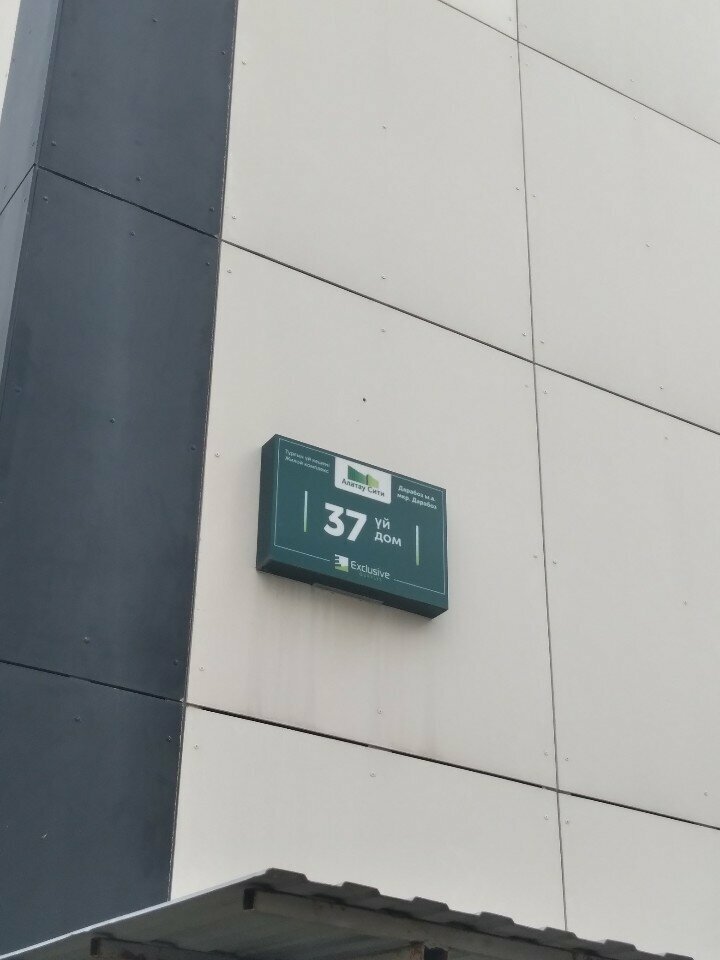 Тұрғын үй кешені
Жилой комплекс
Алатау Сити
Дарабоз ы.а.
мкр. Дарабоз
37 үй
дом
Exclusive